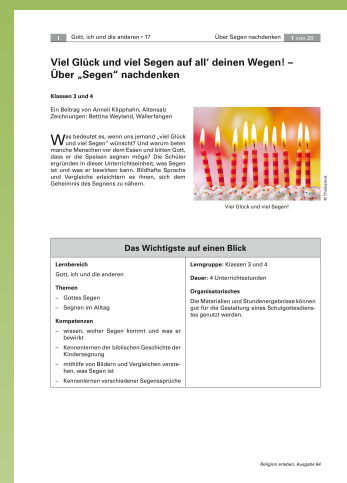 I Gott, ich und die anderen • 17 Über Segen nachdenken 1 von 20
Viel Glück und viel Segen auf all’ deinen Wegen! –
Über „Segen“ nachdenken
Klassen 3 und 4
Ein Beitrag von Anneli Klipphahn, Altensalz
Zeichnungen: Bettina Weyland, Wallerfangen
Was bedeutet es, wenn uns jemand „viel Glück
und viel Segen“ wünscht? Und warum beten
manche Menschen vor dem Essen und bitten Gott,
dass er die Speisen segnen möge? Die Schüler
ergründen in dieser Unterrichtseinheit, was Segen
ist und was er bewirken kann. Bildhafte Sprache
und Vergleiche erleichtern es ihnen, sich dem
Geheimnis des Segnens zu nähern.
© Thinkstock
Viel Glück und viel Segen!
Das Wichtigste auf einen Blick
Lernbereich
Gott, ich und die anderen
Themen
– Gottes Segen
– Segnen im Alltag
Kompetenzen
– wissen, woher Segen kommt und was er
bewirkt
– Kennenlernen der biblischen Geschichte der
Kindersegnung
– mithilfe von Bildern und Vergleichen verste-
hen, was Segen ist
– Kennenlernen verschiedener Segenssprüche
Lerngruppe: Klassen 3 und 4
Dauer: 4 Unterrichtsstunden
Organisatorisches
Die Materialien und Stundenergebnisse können
gut für die Gestaltung eines Schulgottesdiens-
tes genutzt werden.
Religion erleben, Ausgabe 64